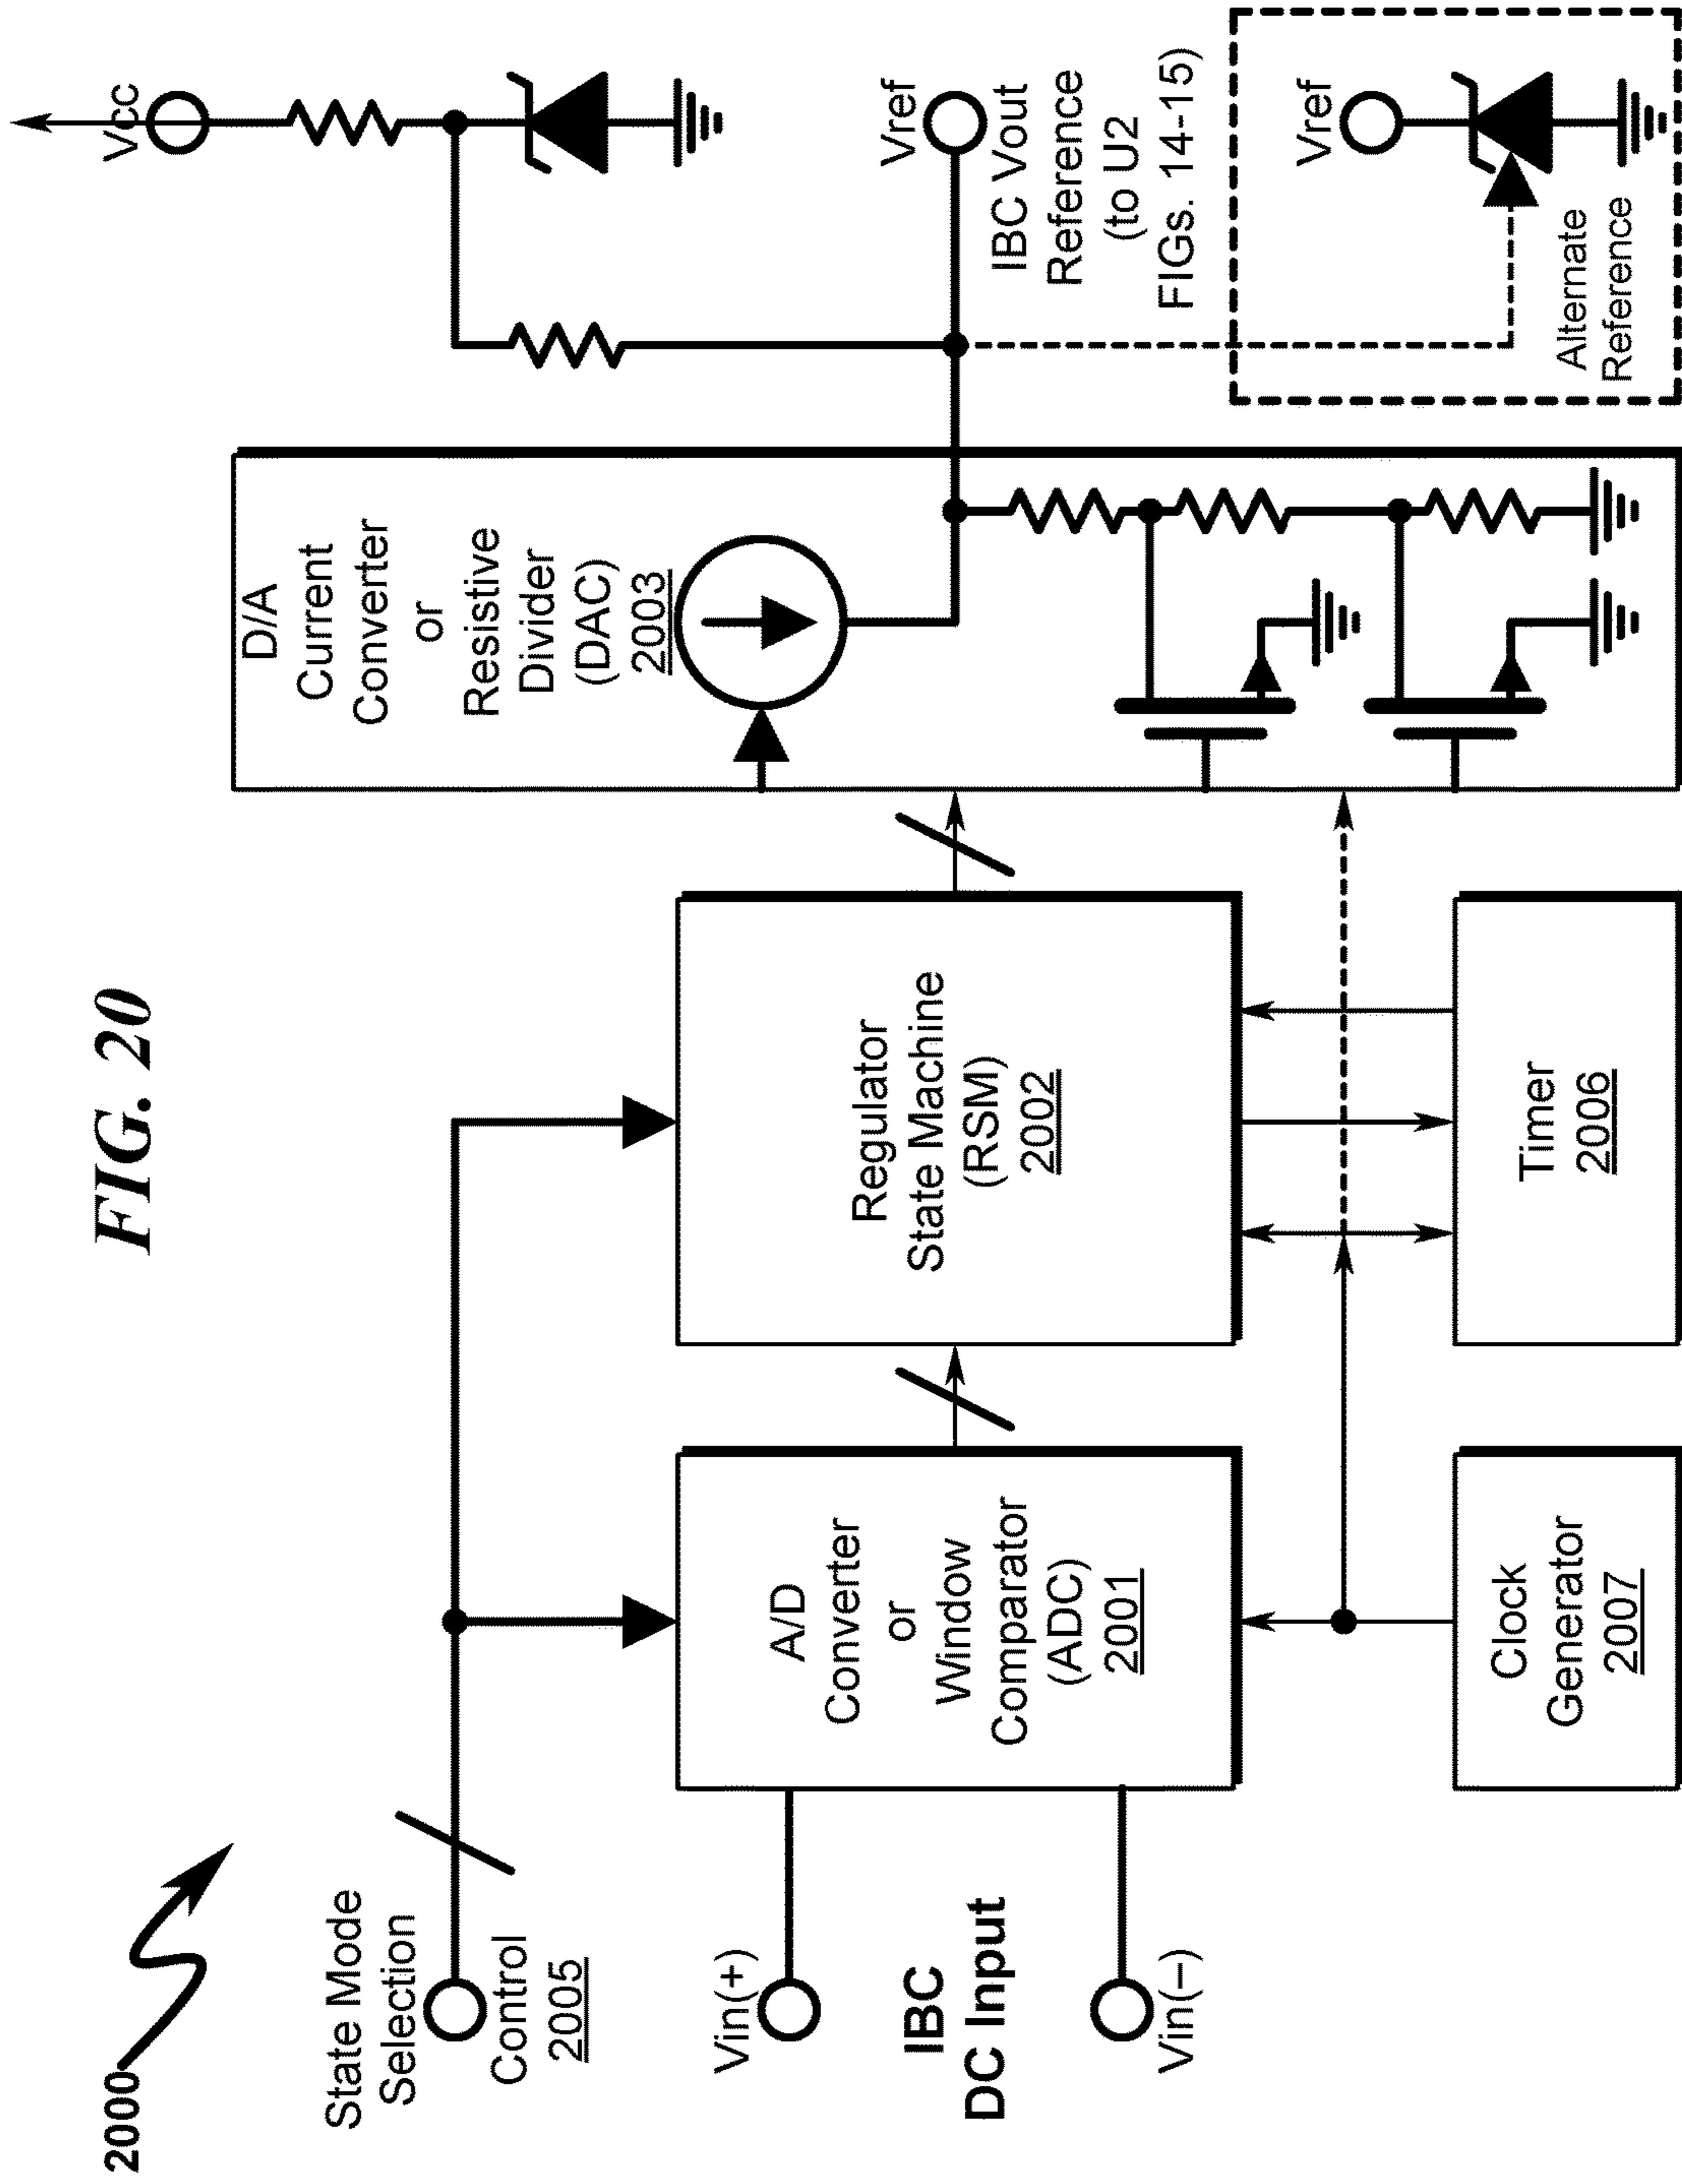 FIG. 20
2000
State Mode
Selection
Control
2005
Vin(+)
IBC
DC Input
Vin(−)
A/D
Converter
or
Window
Comparator
(ADC)
2001
Clock
Generator
2007
Regulator
State Machine
(RSM)
2002
Timer
2006
D/A
Current
Converter
or
Resistive
Divider
(DAC)
2003
Vcc
Vref
IBC Vout
Reference
(to U2
FIGs. 14-15)
Vref
Alternate
Reference